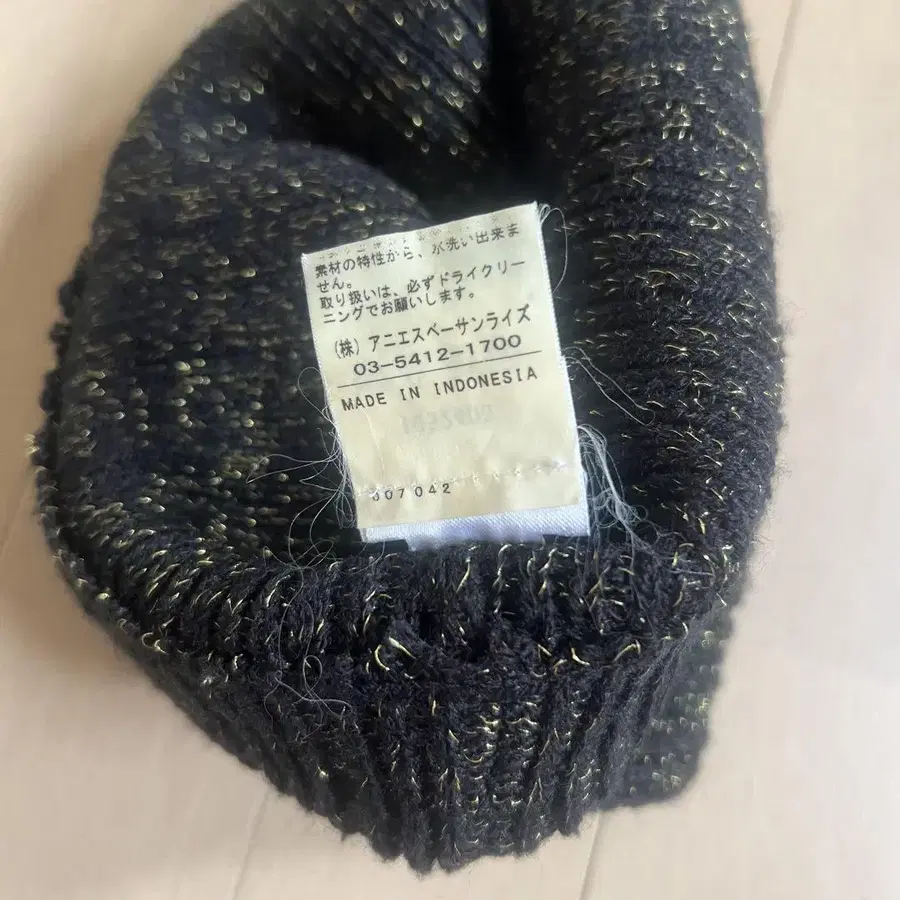 素材の特性から、水洗い出来ま
せん。
取り扱いは、必ずドライクリー
ニングでお願いします。
(株) アニエスベーサンライズ
03-5412-1700
MADE IN INDONESIA
607 042